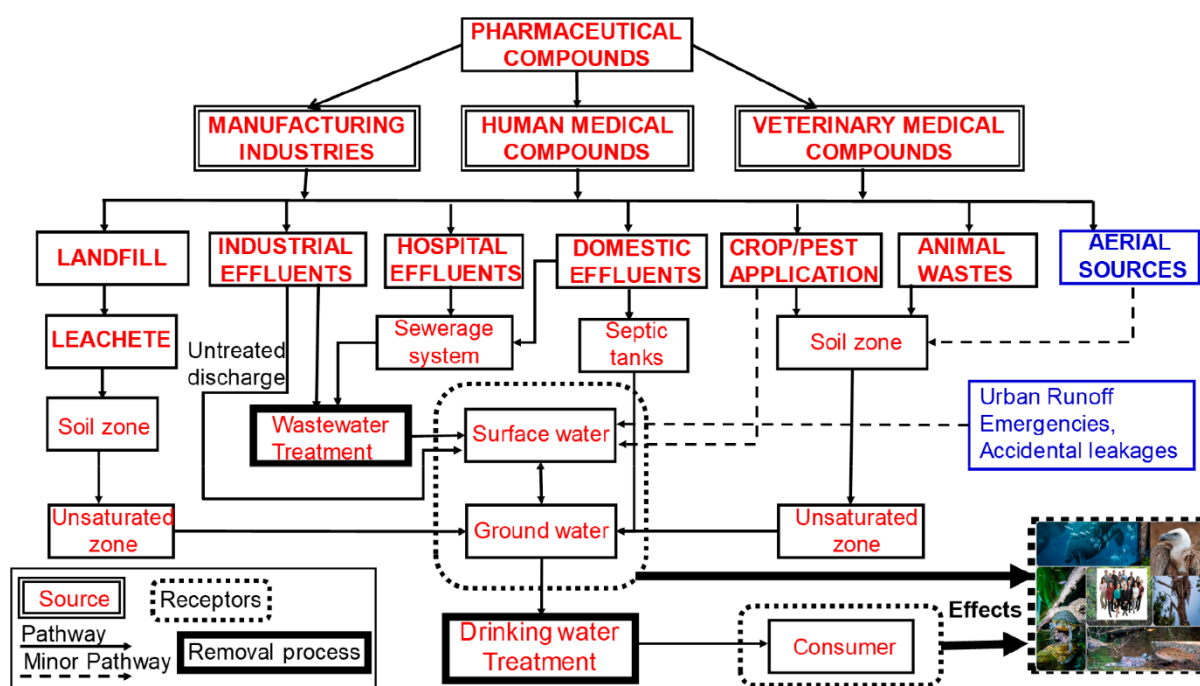 PHARMACEUTICAL
COMPOUNDS
MANUFACTURING
INDUSTRIES
HUMAN MEDICAL
COMPOUNDS
VETERINARY MEDICAL
COMPOUNDS
LANDFILL
INDUSTRIAL
EFFLUENTS
HOSPITAL
EFFLUENTS
DOMESTIC
EFFLUENTS
CROP/PEST
APPLICATION
ANIMAL
WASTES
AERIAL
SOURCES
LEACHETE
Untreated
discharge
Sewerage
system
Septic
tanks
Soil zone
Soil zone
Wastewater
Treatment
Surface water
Urban Runoff
Emergencies,
Accidental leakages
Unsaturated
zone
Ground water
Unsaturated
zone
Source
Receptors
Pathway
Minor Pathway
Removal process
Drinking water
Treatment
Consumer
Effects